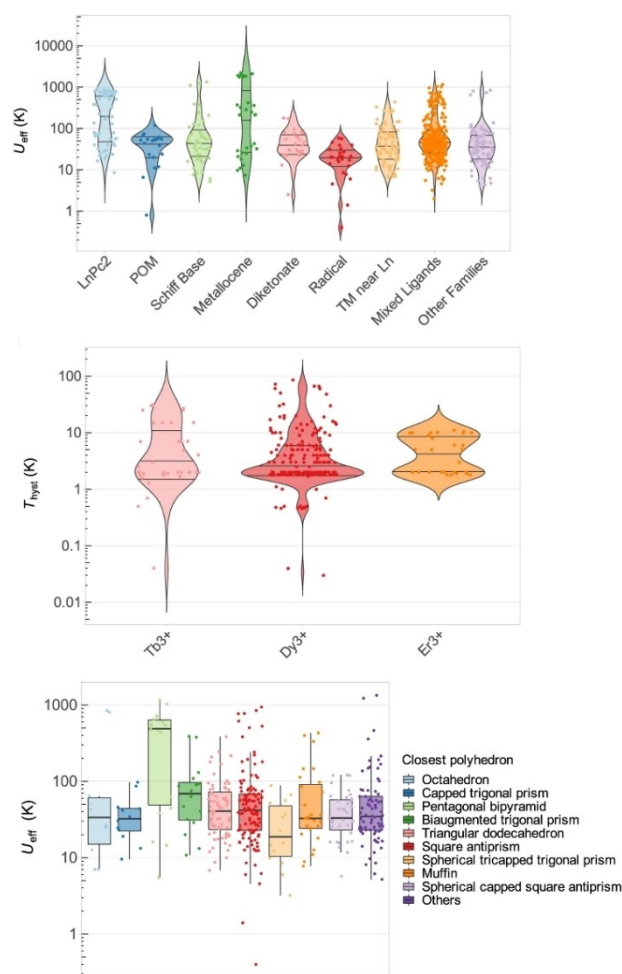 10000
1000
100
10
1
U_eff (K)
LnPc2
POM
Schiff Base
Metallocene
Diketonate
Radical
TM near Ln
Mixed Ligands
Other Families
100
10
1
0.1
0.01
T_hyst (K)
Tb3+
Dy3+
Er3+
1000
100
10
1
U_eff (K)
Closest polyhedron
Octahedron
Capped trigonal prism
Pentagonal bipyramid
Biaugmented trigonal prism
Triangular dodecahedron
Square antiprism
Spherical tricapped trigonal prism
Muffin
Spherical capped square antiprism
Others